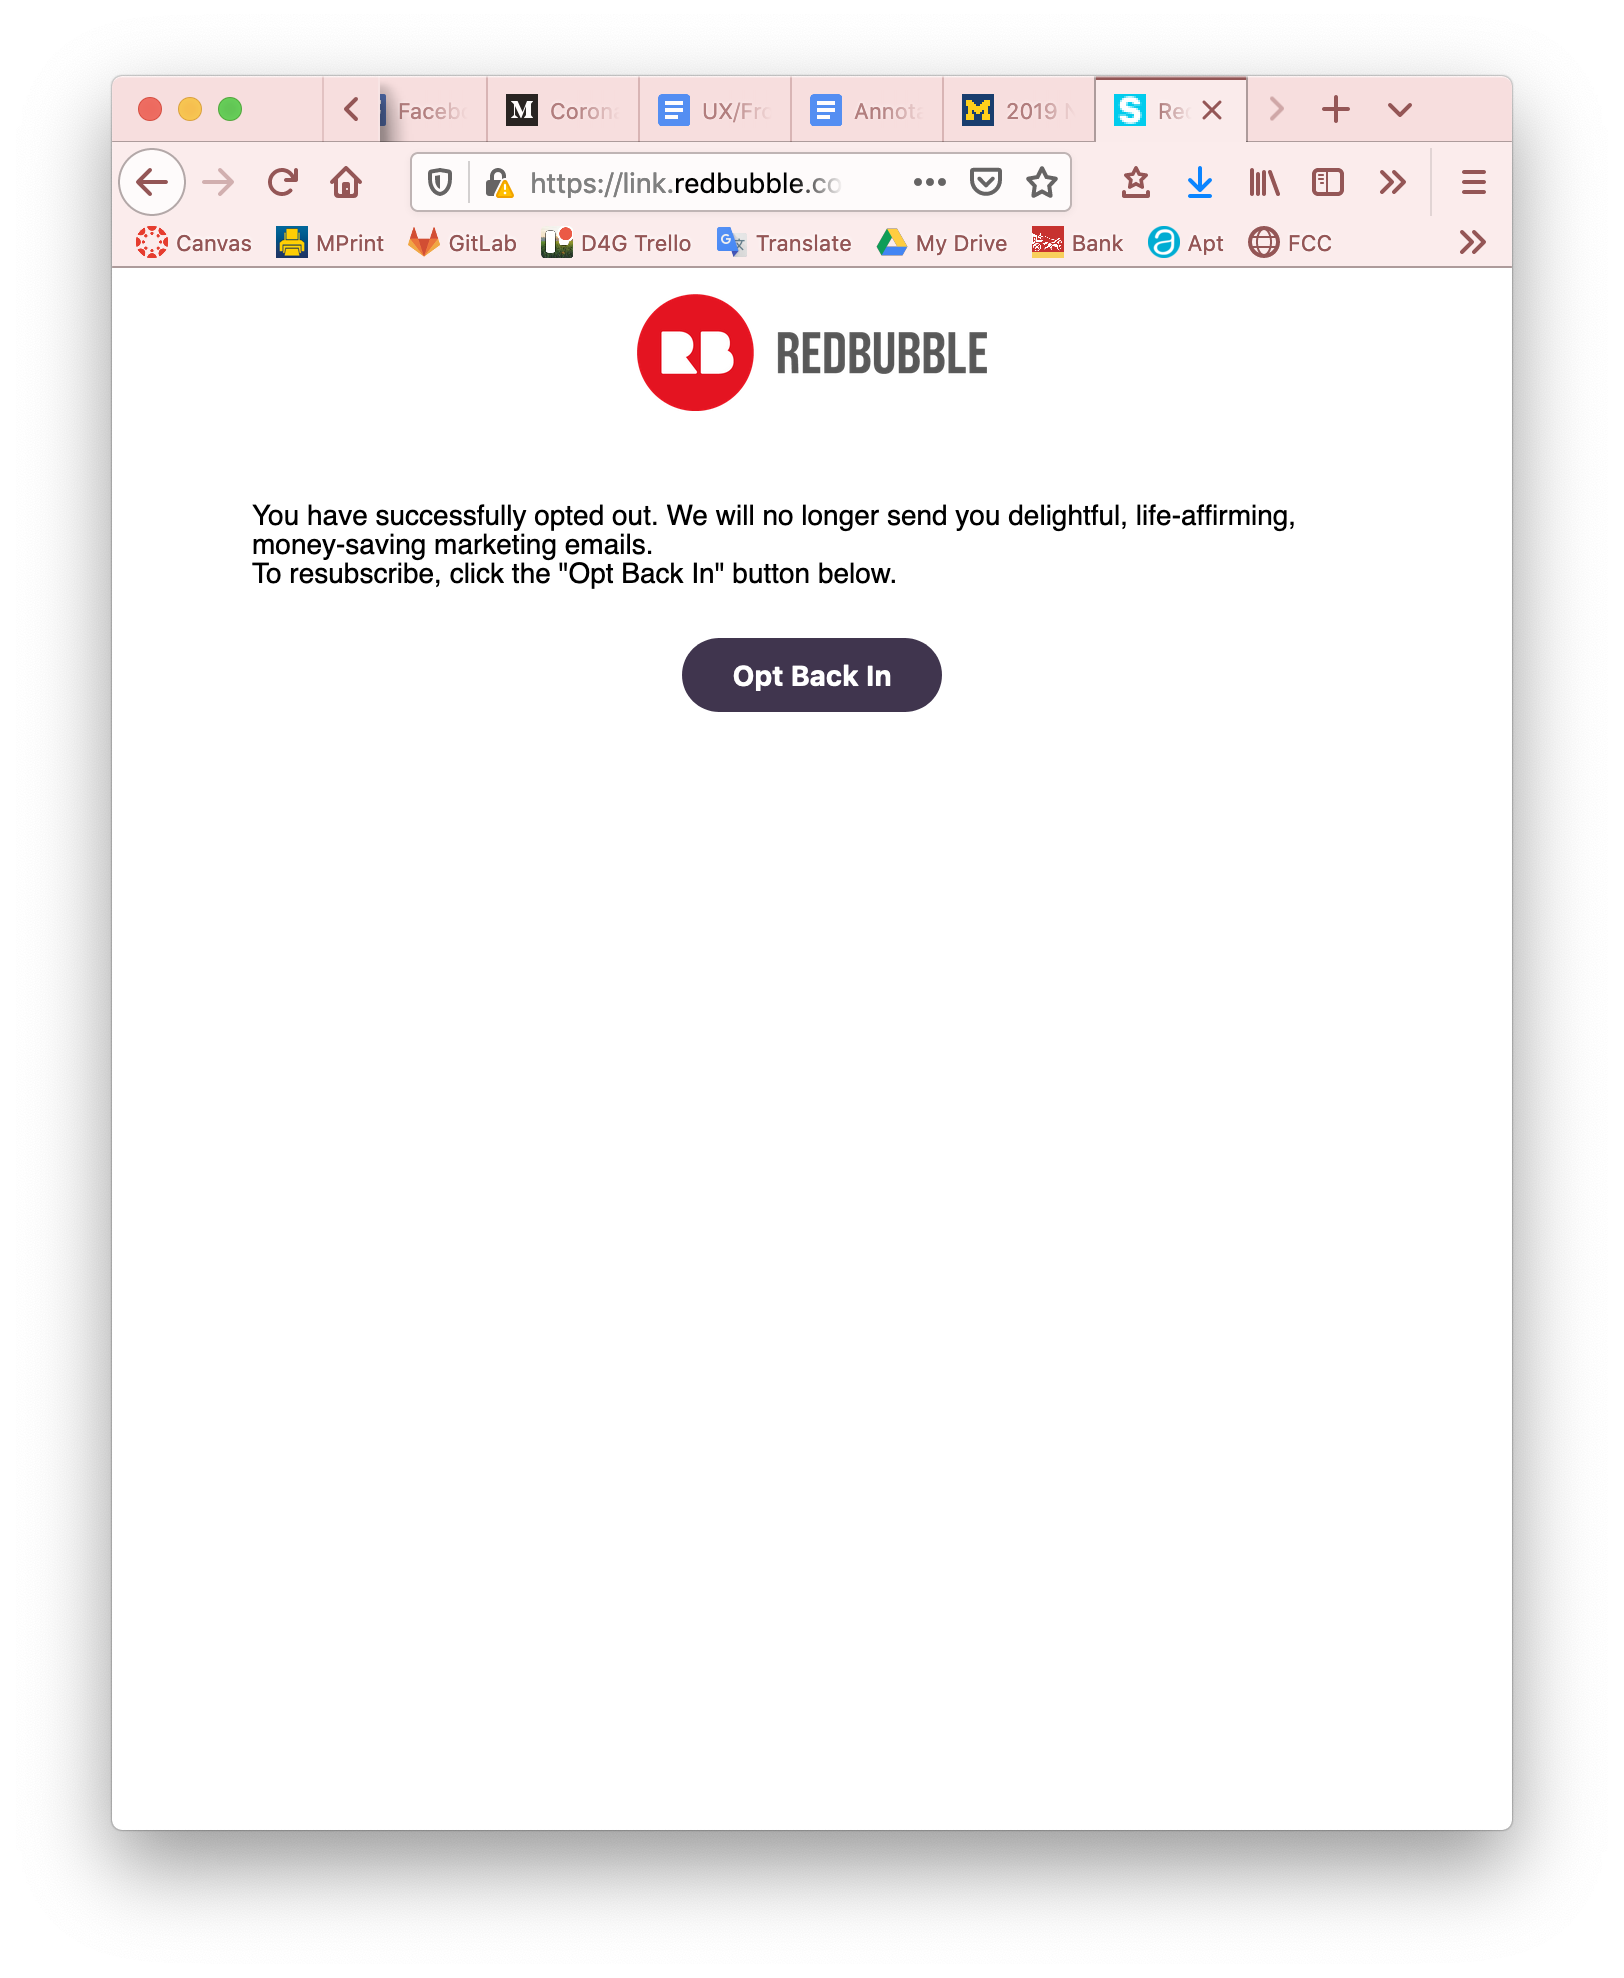 Faceb
M Coron
UX/Fro
Annot
M 2019
S Re
https://link.redbubble.co
Canvas
MPrint
GitLab
D4G Trello
Translate
My Drive
Bank
Apt
FCC
RB REDBUBBLE
You have successfully opted out. We will no longer send you delightful, life-affirming,
money-saving marketing emails.
To resubscribe, click the "Opt Back In" button below.
Opt Back In